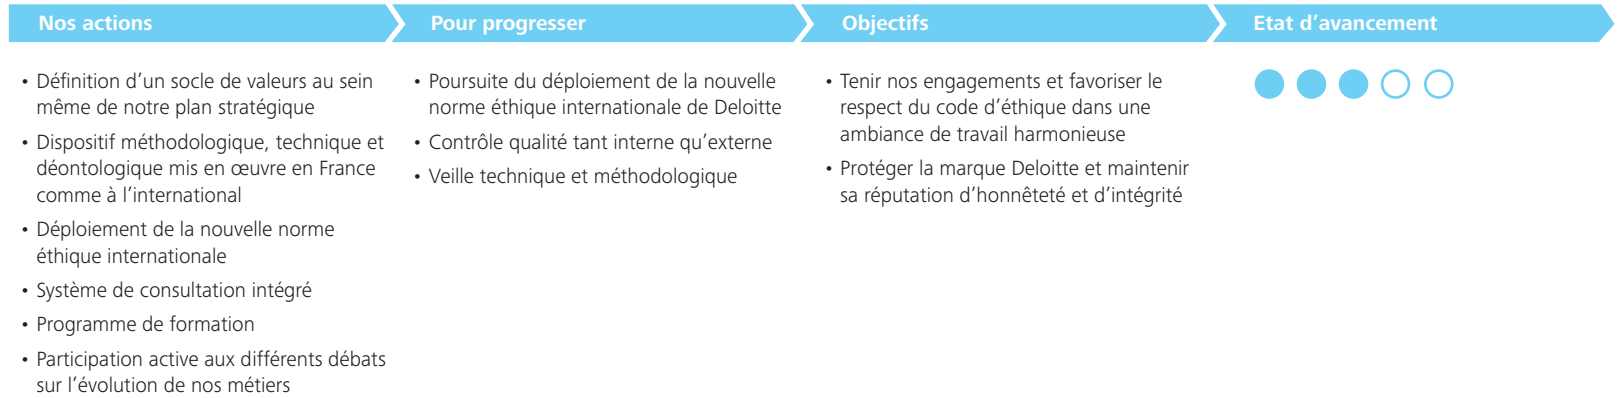 Nos actions
Pour progresser
Objectifs
Etat d’avancement
• Définition d’un socle de valeurs au sein
même de notre plan stratégique
• Dispositif méthodologique, technique et
déontologique mis en œuvre en France
comme à l’international
• Déploiement de la nouvelle norme
éthique internationale
• Système de consultation intégré
• Programme de formation
• Participation active aux différents débats
sur l’évolution de nos métiers
• Poursuite du déploiement de la nouvelle
norme éthique internationale de Deloitte
• Contrôle qualité tant interne qu’externe
• Veille technique et méthodologique
• Tenir nos engagements et favoriser le
respect du code d’éthique dans une
ambiance de travail harmonieuse
• Protéger la marque Deloitte et maintenir
sa réputation d’honnêteté et d’intégrité